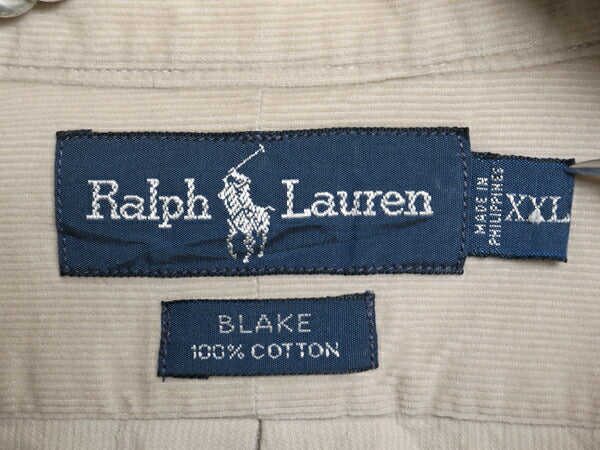 Ralph Lauren
MADE IN
PHILIPPINES
XXL
BLAKE
100% COTTON